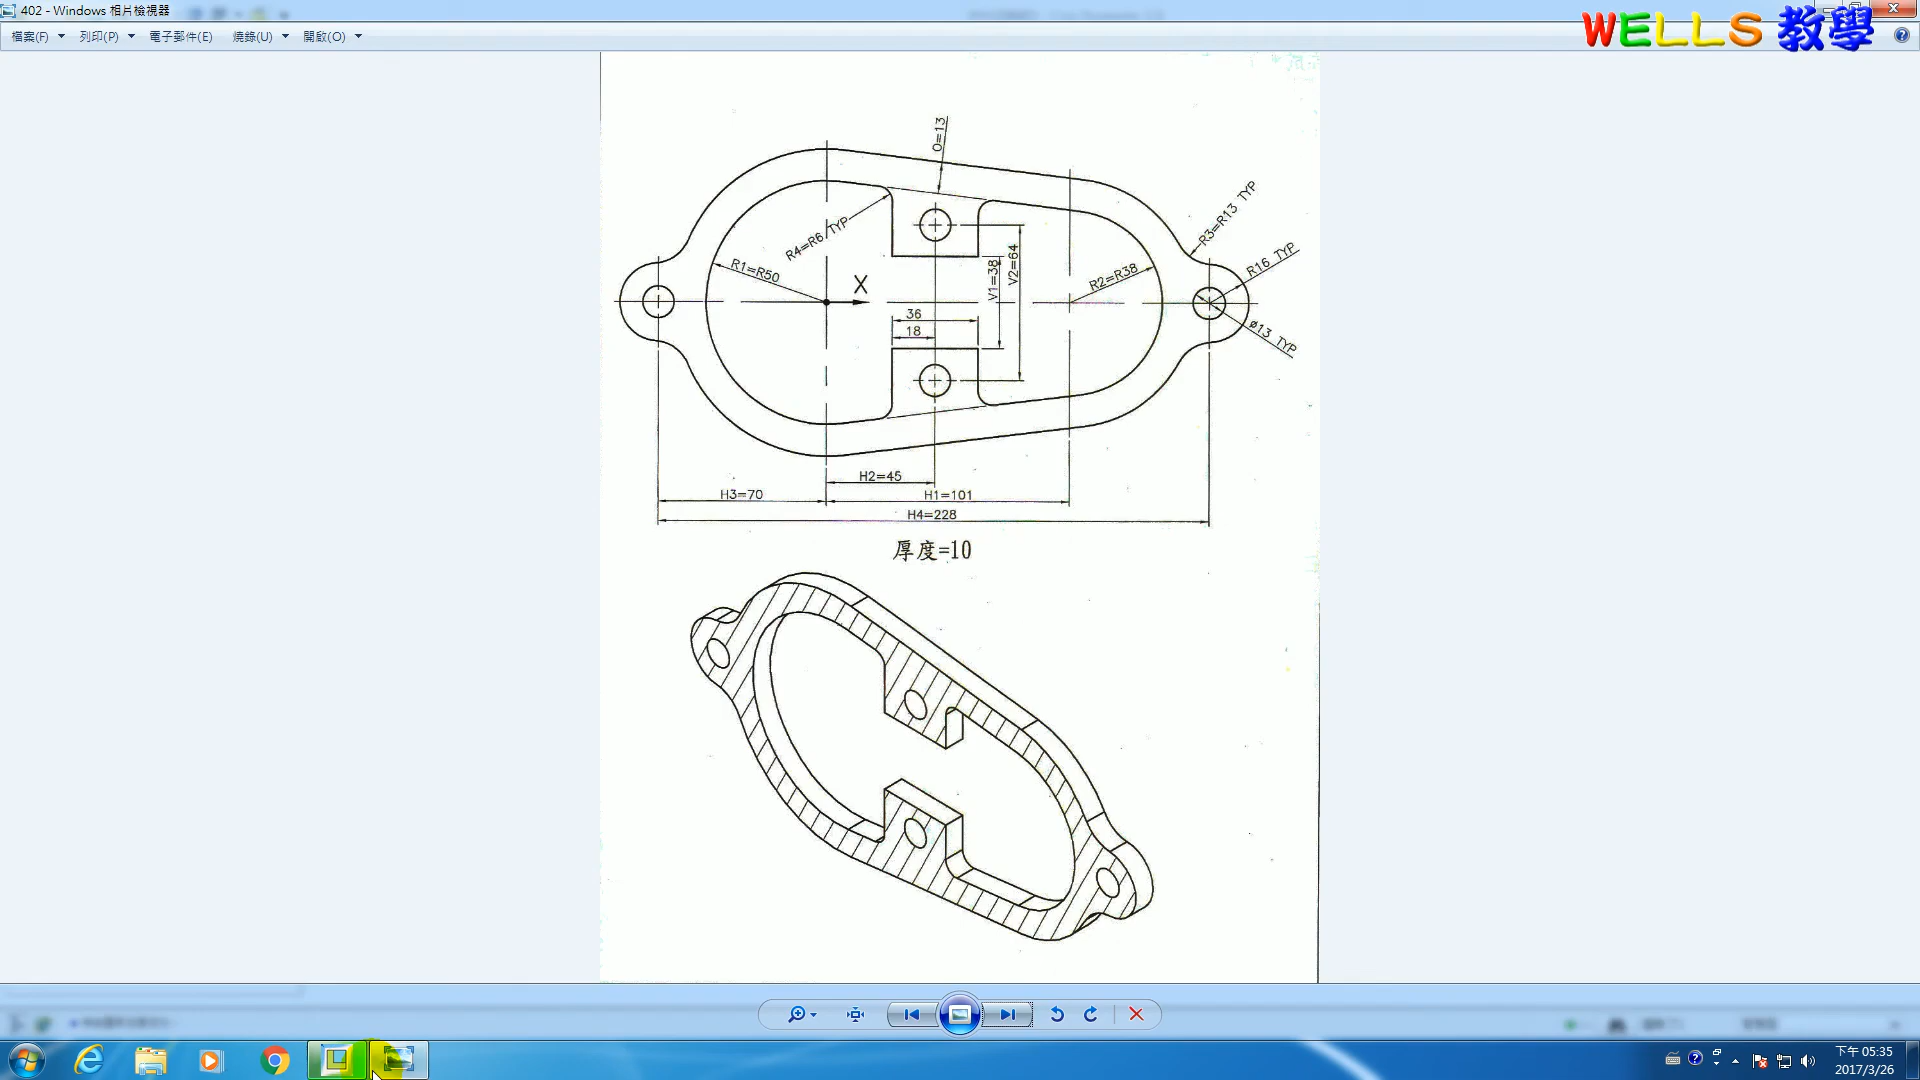 402 - Windows 相片檢視器
檔案(F) 列印(P) 電子郵件(E) 燒錄(U) 開啟(O)
WELLS 教學
O=13
R3=R13 TYP
R4=R6 TYP
R16 TYP
R1=R50
X
V1=38
V2=64
R2=R38
36
18
ø13 TYP
H2=45
H3=70
H1=101
H4=228
厚度=10
下午 05:35
2017/3/26